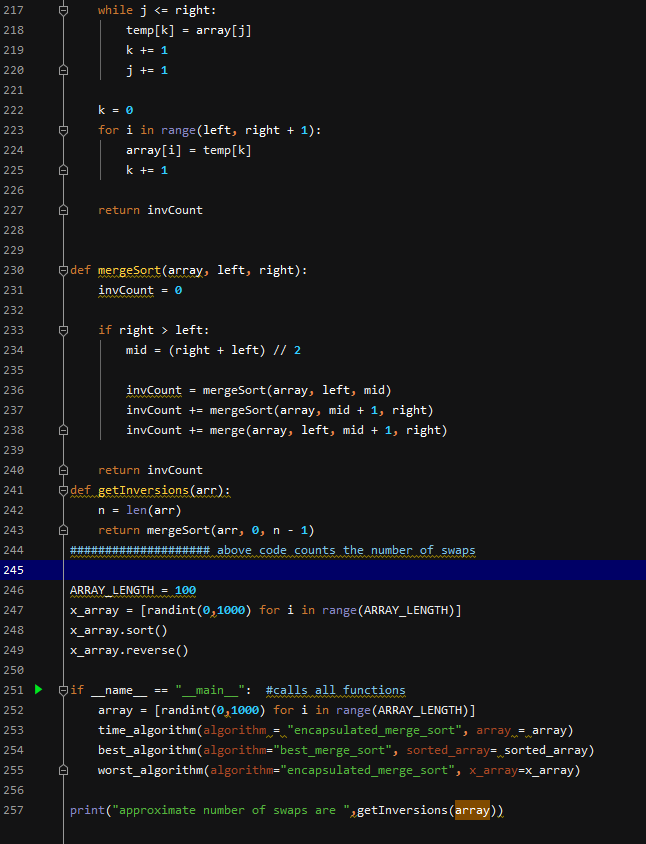 217 while j <= right:
218 temp[k] = array[j]
219 k += 1
220 j += 1
221
222 k = 0
223 for i in range(left, right + 1):
224 array[i] = temp[k]
225 k += 1
226
227 return invCount
228
229
230 def mergeSort(array, left, right):
231 invCount = 0
232
233 if right > left:
234 mid = (right + left) // 2
235
236 invCount = mergeSort(array, left, mid)
237 invCount += mergeSort(array, mid + 1, right)
238 invCount += merge(array, left, mid + 1, right)
239
240 return invCount
241 def getInversions(arr):
242 n = len(arr)
243 return mergeSort(arr, 0, n - 1)
244 #################### above code counts the number of swaps
245
246 ARRAY_LENGTH = 100
247 x_array = [randint(0,1000) for i in range(ARRAY_LENGTH)]
248 x_array.sort()
249 x_array.reverse()
250
251 if __name__ == "__main__": #calls all functions
252 array = [randint(0,1000) for i in range(ARRAY_LENGTH)]
253 time_algorithm(algorithm = "encapsulated_merge_sort", array = array)
254 best_algorithm(algorithm="best_merge_sort", sorted_array= sorted_array)
255 worst_algorithm(algorithm="encapsulated_merge_sort", x_array=x_array)
256
257 print("approximate number of swaps are ",getInversions(array))